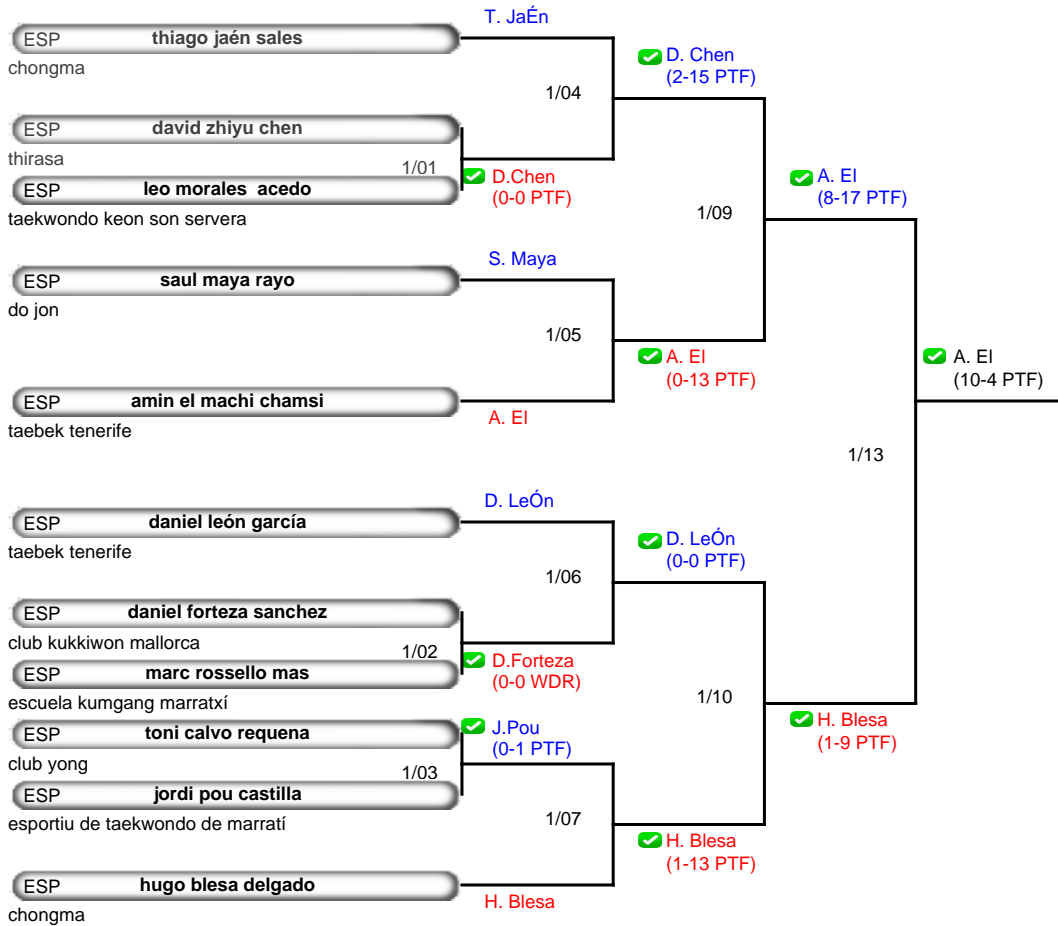 T. JaÉn
ESP thiago jaén sales
chongma
1/04
D. Chen
(2-15 PTF)
ESP david zhiyu chen
thirasa
1/01
D.Chen
(0-0 PTF)
ESP leo morales acedo
taekwondo keon son servera
1/09
A. El
(8-17 PTF)
S. Maya
ESP saul maya rayo
do jon
1/05
A. El
(0-13 PTF)
A. El
(10-4 PTF)
ESP amin el machi chamsi
A. El
taebek tenerife
1/13
D. LeÓn
ESP daniel león garcía
taebek tenerife
D. LeÓn
(0-0 PTF)
1/06
ESP daniel forteza sanchez
club kukkiwon mallorca
1/02
D.Forteza
(0-0 WDR)
ESP marc rossello mas
escuela kumgang marratxí
1/10
H. Blesa
(1-9 PTF)
ESP toni calvo requena
club yong
J.Pou
(0-1 PTF)
1/03
ESP jordi pou castilla
esportiu de taekwondo de marratí
1/07
H. Blesa
(1-13 PTF)
ESP hugo blesa delgado
H. Blesa
chongma